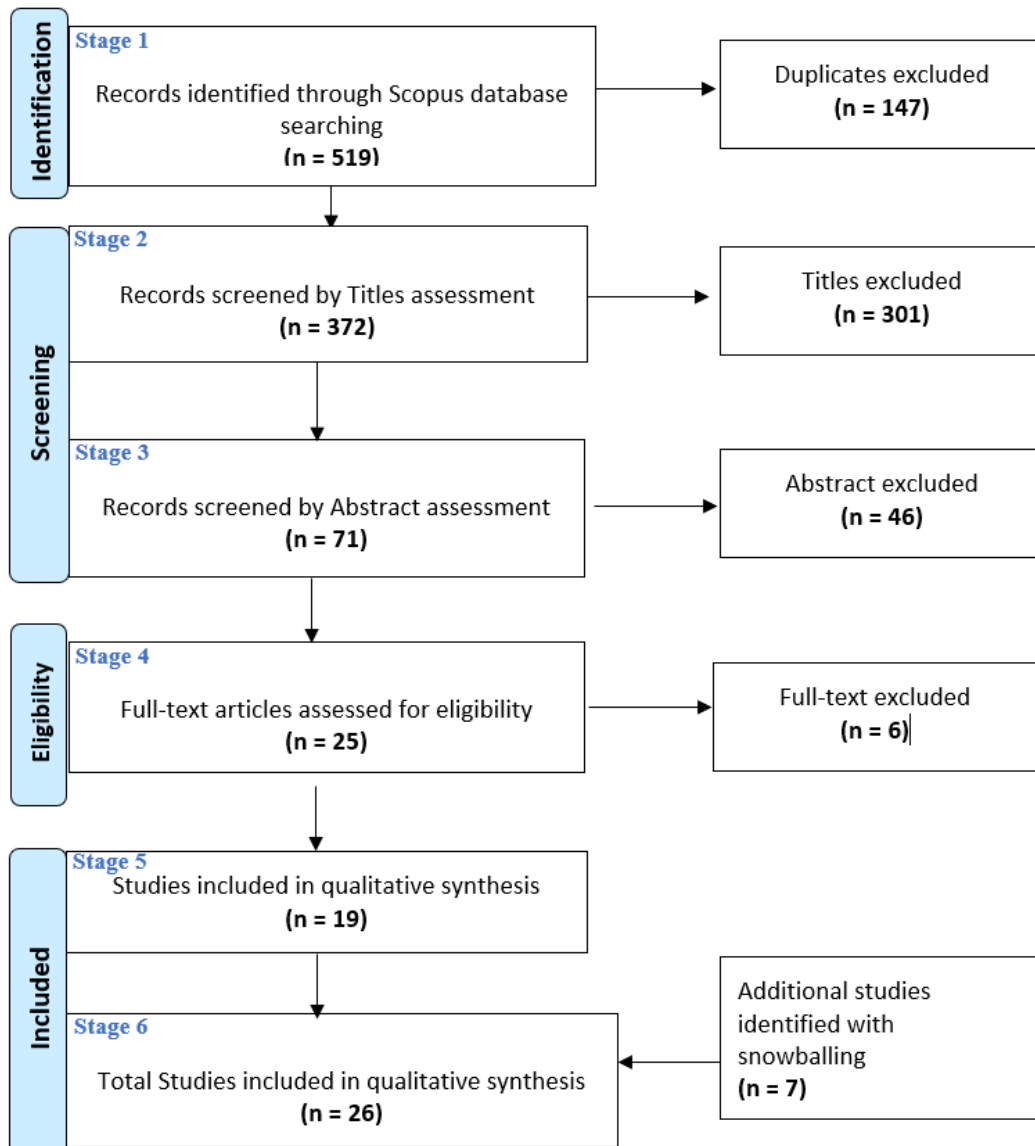 Identification
Stage 1
Records identified through Scopus database
searching
(n = 519)
Duplicates excluded
(n = 147)
Screening
Stage 2
Records screened by Titles assessment
(n = 372)
Titles excluded
(n = 301)
Stage 3
Records screened by Abstract assessment
(n = 71)
Abstract excluded
(n = 46)
Eligibility
Stage 4
Full-text articles assessed for eligibility
(n = 25)
Full-text excluded
(n = 6)
Included
Stage 5
Studies included in qualitative synthesis
(n = 19)
Stage 6
Total Studies included in qualitative synthesis
(n = 26)
Additional studies
identified with
snowballing
(n = 7)